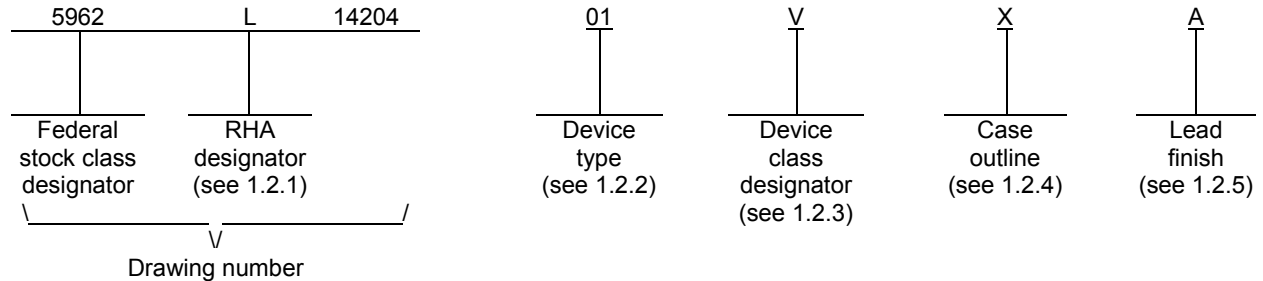 5962 L 14204 01 V X A
Federal RHA Device Device Case Lead
stock class designator type class outline finish
designator (see 1.2.1) (see 1.2.2) designator (see 1.2.4) (see 1.2.5)
(see 1.2.3)
\ /
\/
Drawing number